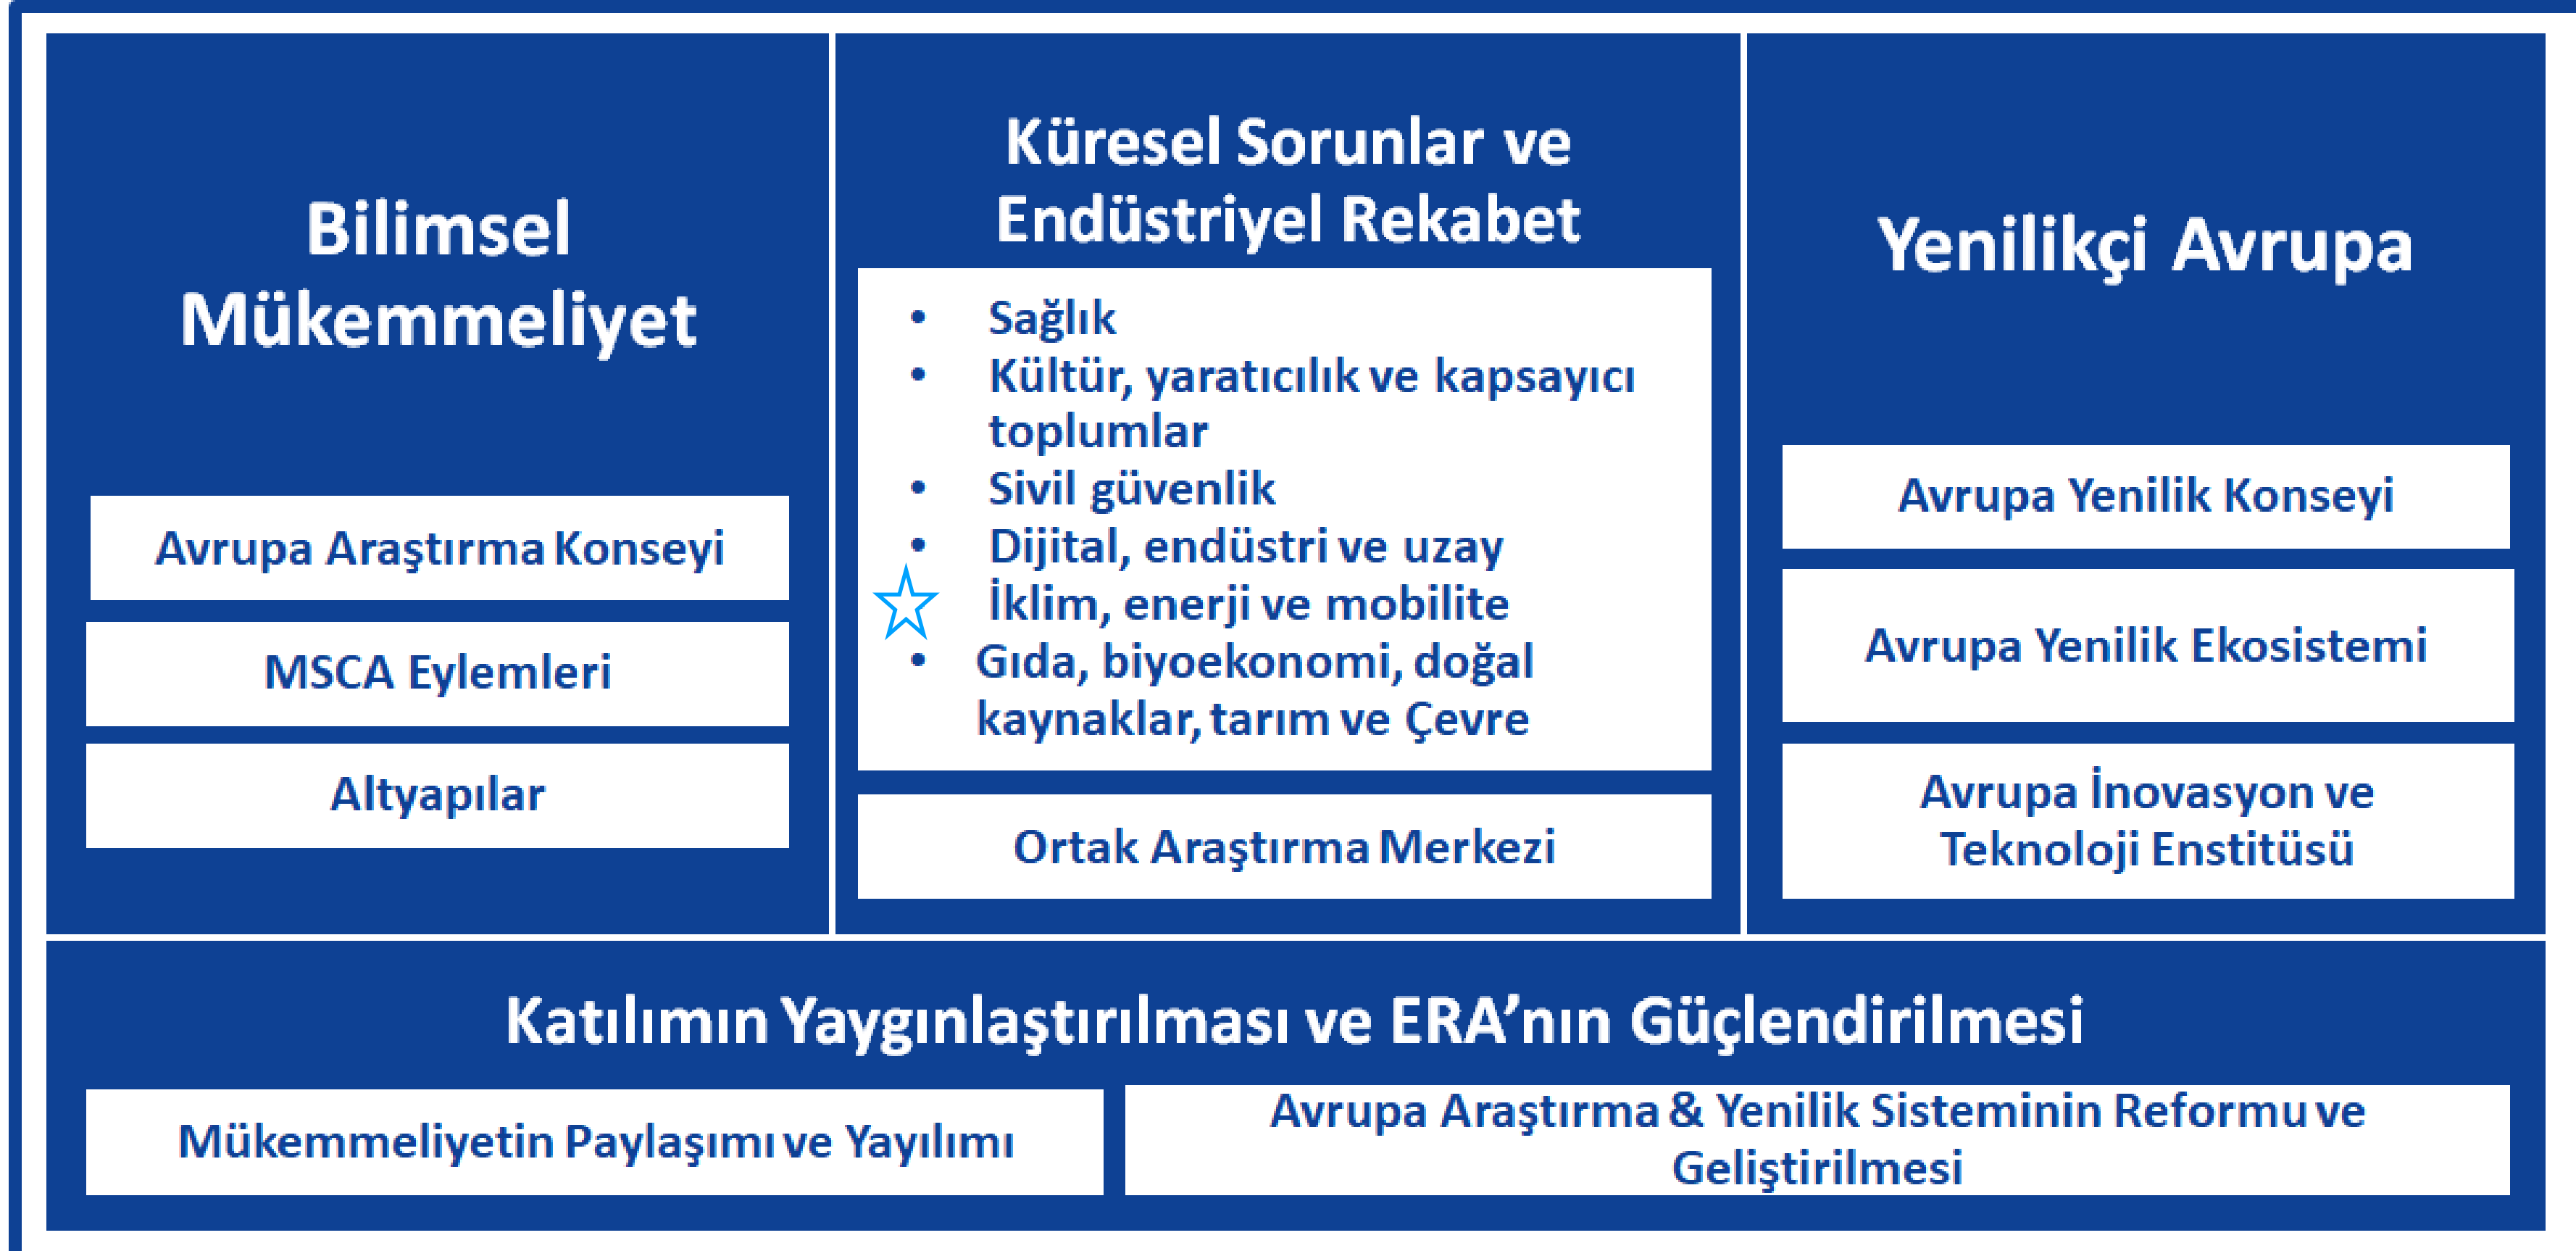 Bilimsel
Mükemmeliyet
Avrupa Araştırma Konseyi
MSCA Eylemleri
Altyapılar
Küresel Sorunlar ve
Endüstriyel Rekabet
• Sağlık
• Kültür, yaratıcılık ve kapsayıcı
toplumlar
• Sivil güvenlik
• Dijital, endüstri ve uzay
İklim, enerji ve mobilite
• Gıda, biyoekonomi, doğal
kaynaklar, tarım ve Çevre
Ortak Araştırma Merkezi
Yenilikçi Avrupa
Avrupa Yenilik Konseyi
Avrupa Yenilik Ekosistemi
Avrupa İnovasyon ve
Teknoloji Enstitüsü
Katılımın Yaygınlaştırılması ve ERA’nın Güçlendirilmesi
Mükemmeliyetin Paylaşımı ve Yayılımı
Avrupa Araştırma & Yenilik Sisteminin Reformu ve
Geliştirilmesi